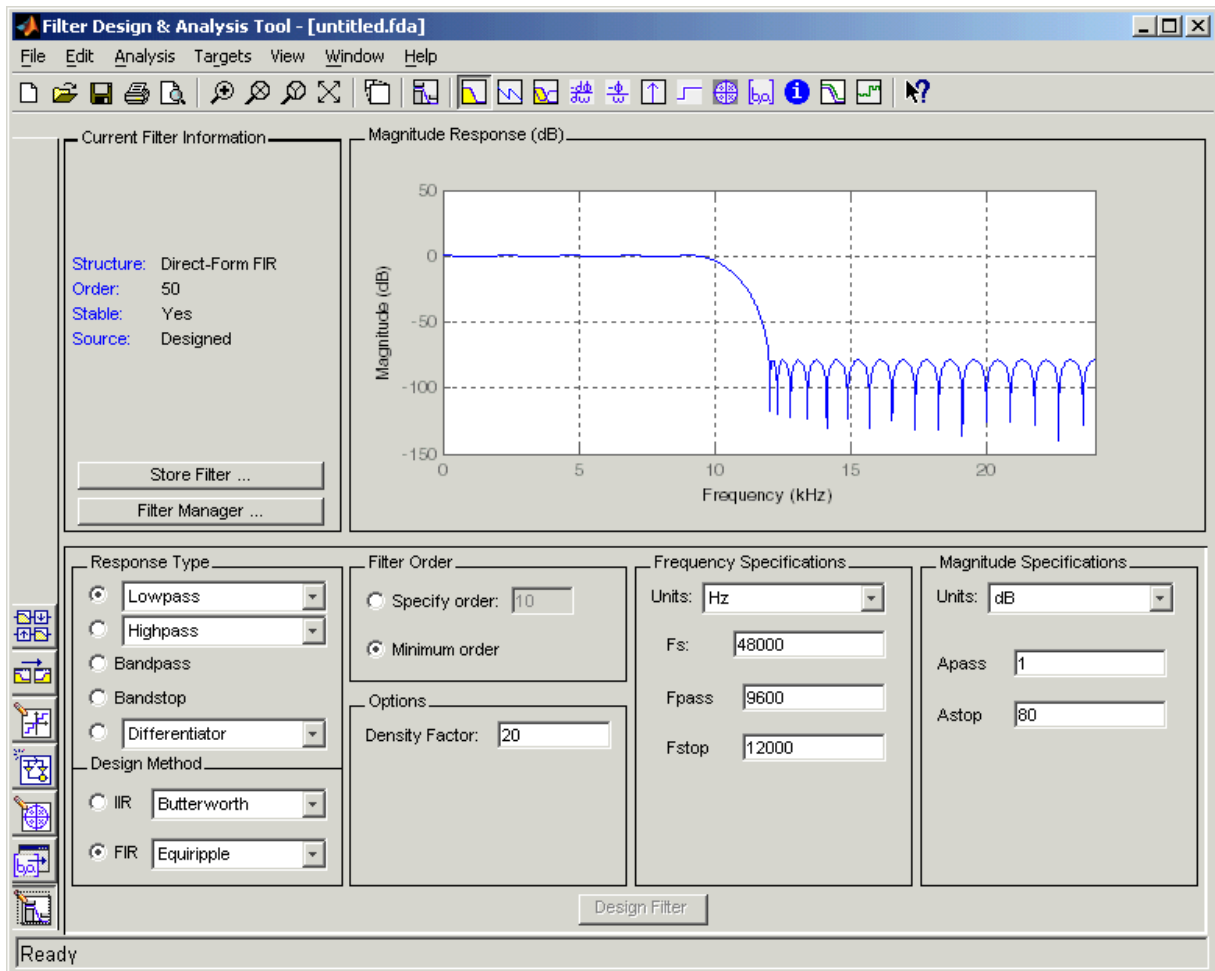 Filter Design & Analysis Tool - [untitled.fda]
File Edit Analysis Targets View Window Help
Current Filter Information
Structure: Direct-Form FIR
Order: 50
Stable: Yes
Source: Designed
Store Filter ...
Filter Manager ...
Magnitude Response (dB)
50
0
-50
-100
-150
Magnitude (dB)
0 5 10 15 20
Frequency (kHz)
Response Type
Lowpass
Highpass
Bandpass
Bandstop
Differentiator
Design Method
IIR Butterworth
FIR Equiripple
Filter Order
Specify order: 10
Minimum order
Options
Density Factor: 20
Frequency Specifications
Units: Hz
Fs: 48000
Fpass 9600
Fstop 12000
Magnitude Specifications
Units: dB
Apass 1
Astop 80
Design Filter
Ready